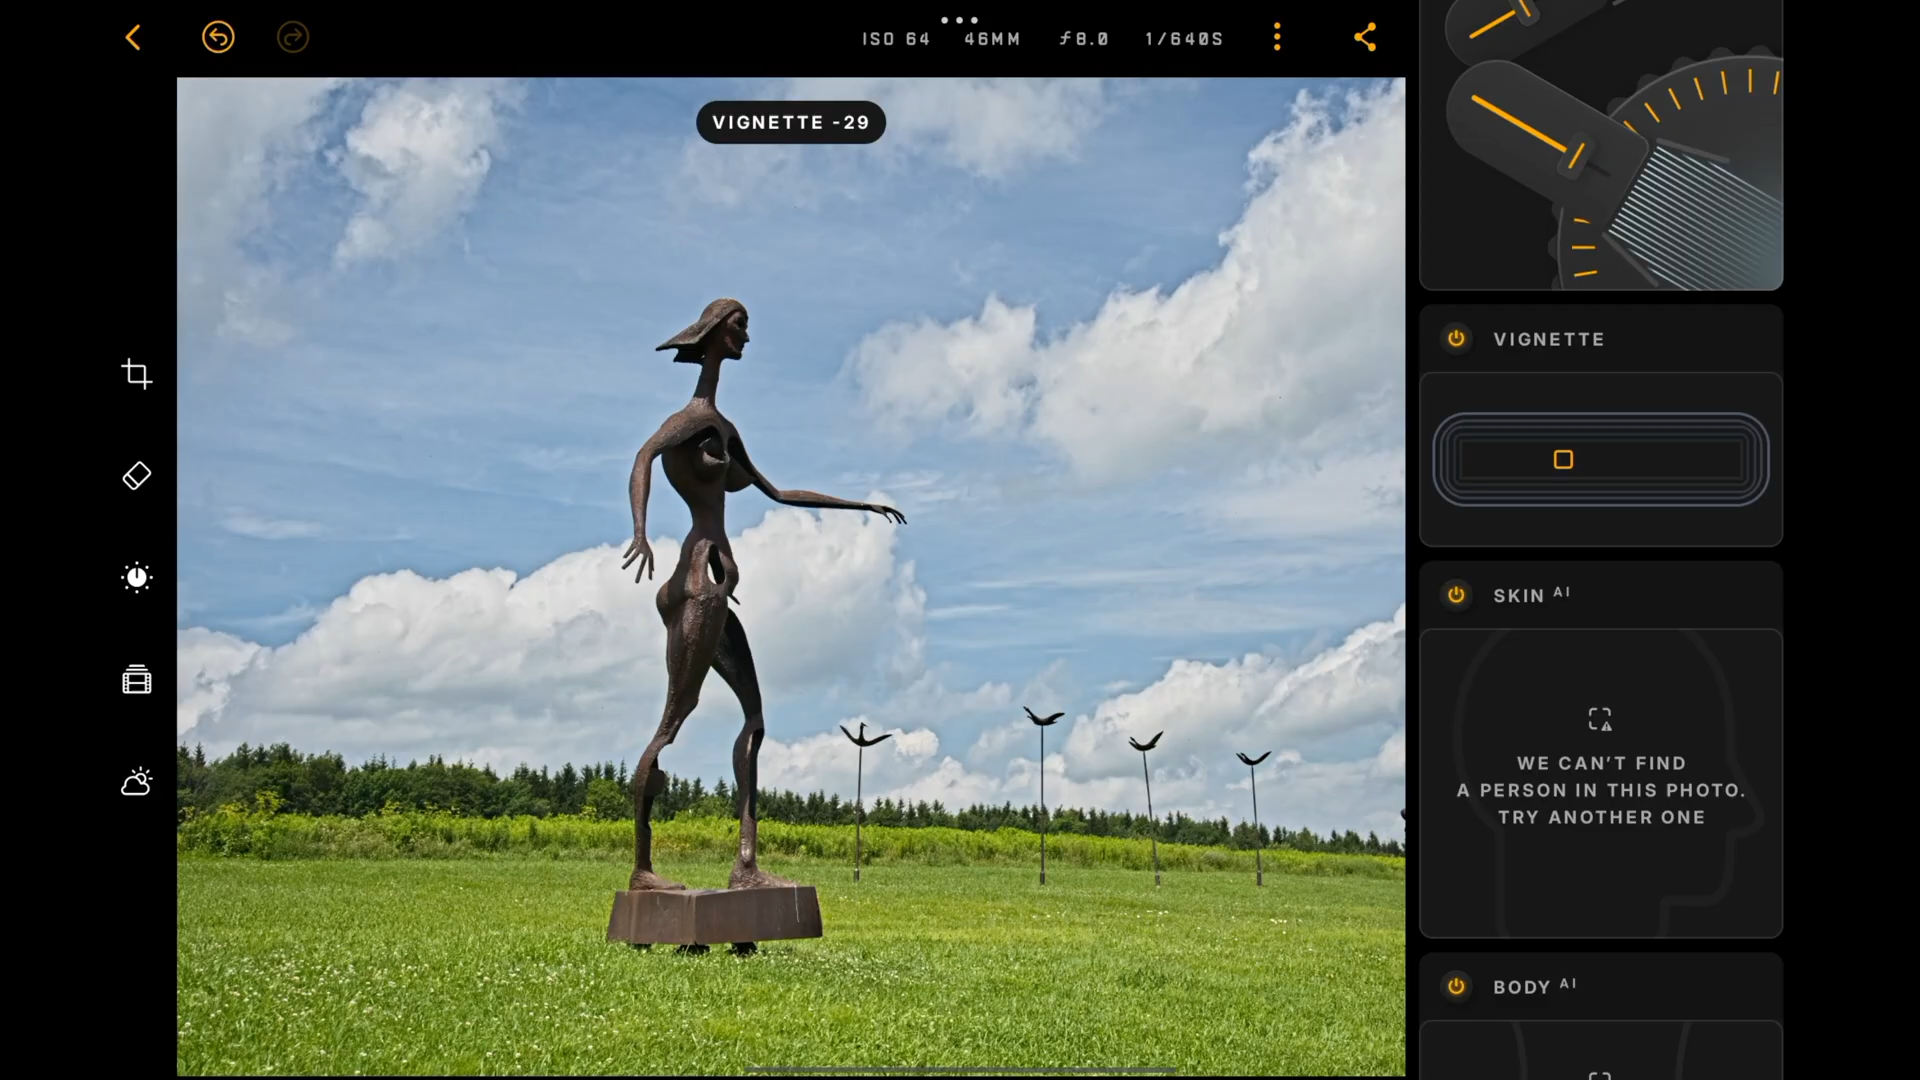 ISO 64 46MM ƒ8.0 1/640S
VIGNETTE -29
VIGNETTE
SKIN AI
WE CAN'T FIND
A PERSON IN THIS PHOTO.
TRY ANOTHER ONE
BODY AI